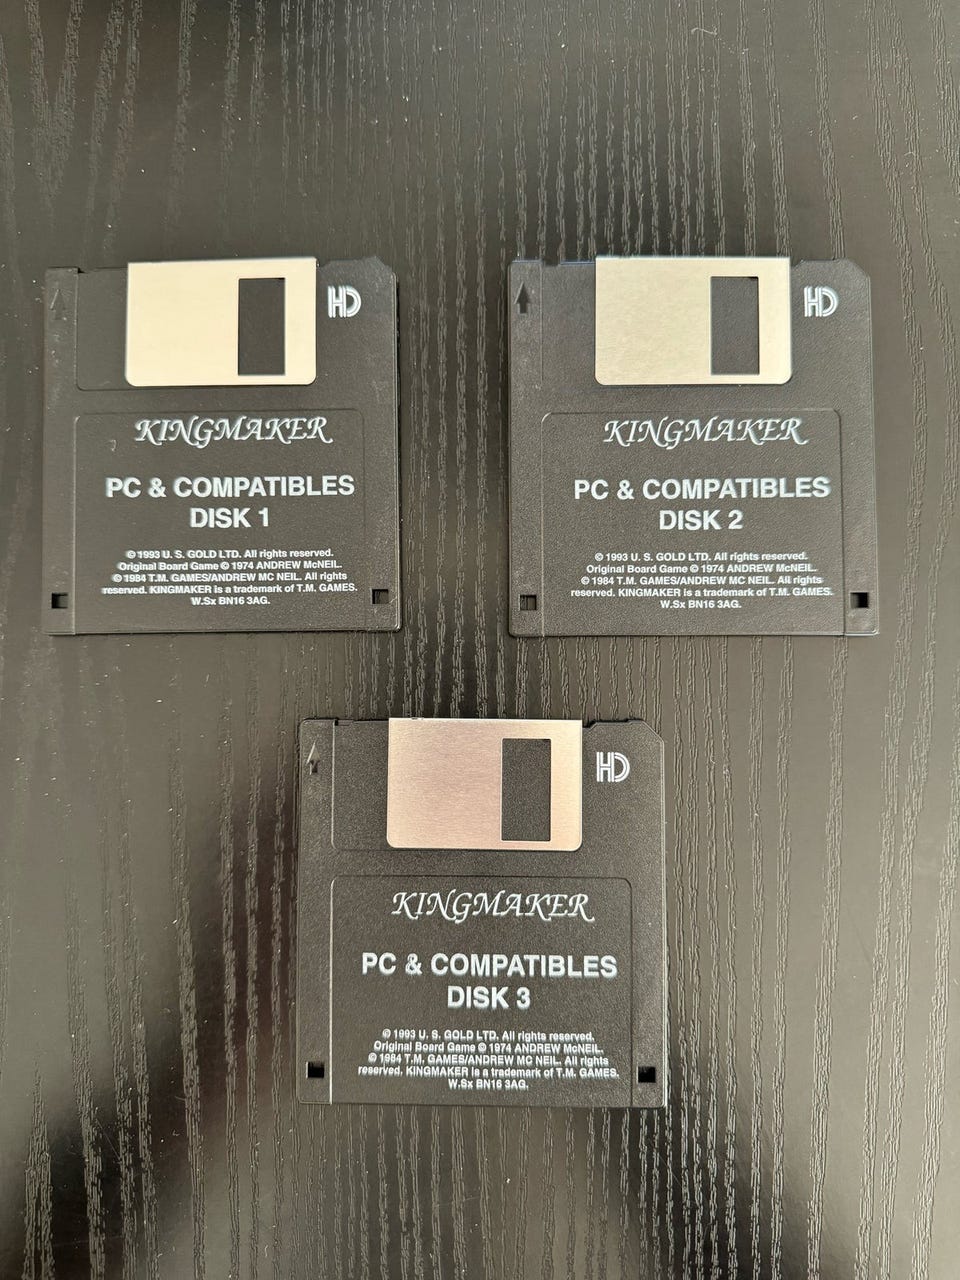 HD
KINGMAKER
PC & COMPATIBLES
DISK 1
© 1993 U. S. GOLD LTD. All rights reserved.
Original Board Game © 1974 ANDREW McNEIL.
© 1984 T.M. GAMES/ANDREW MC NEIL. All rights
reserved. KINGMAKER is a trademark of T.M. GAMES.
W.Sx BN16 3AG.
HD
KINGMAKER
PC & COMPATIBLES
DISK 2
© 1993 U. S. GOLD LTD. All rights reserved.
Original Board Game © 1974 ANDREW McNEIL.
© 1984 T.M. GAMES/ANDREW MC NEIL. All rights
reserved. KINGMAKER is a trademark of T.M. GAMES.
W.Sx BN16 3AG.
HD
KINGMAKER
PC & COMPATIBLES
DISK 3
© 1993 U. S. GOLD LTD. All rights reserved.
Original Board Game © 1974 ANDREW McNEIL.
© 1984 T.M. GAMES/ANDREW MC NEIL. All rights
reserved. KINGMAKER is a trademark of T.M. GAMES.
W.Sx BN16 3AG.